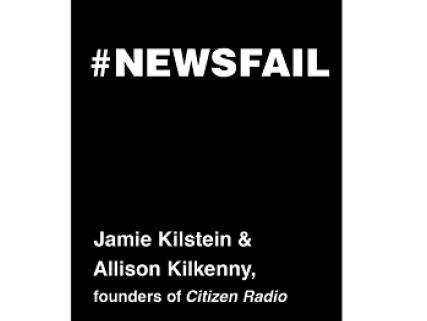 #NEWSFAIL
Jamie Kilstein &
Allison Kilkenny,
founders of Citizen Radio